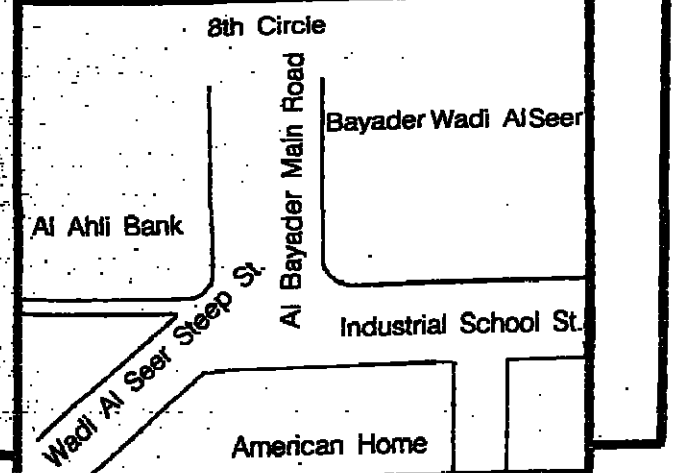 8th Circle
Al Bayader Main Road
Bayader Wadi Al Seer
Al Ahli Bank
Wadi Al Seer Steep St.
Industrial School St.
American Home